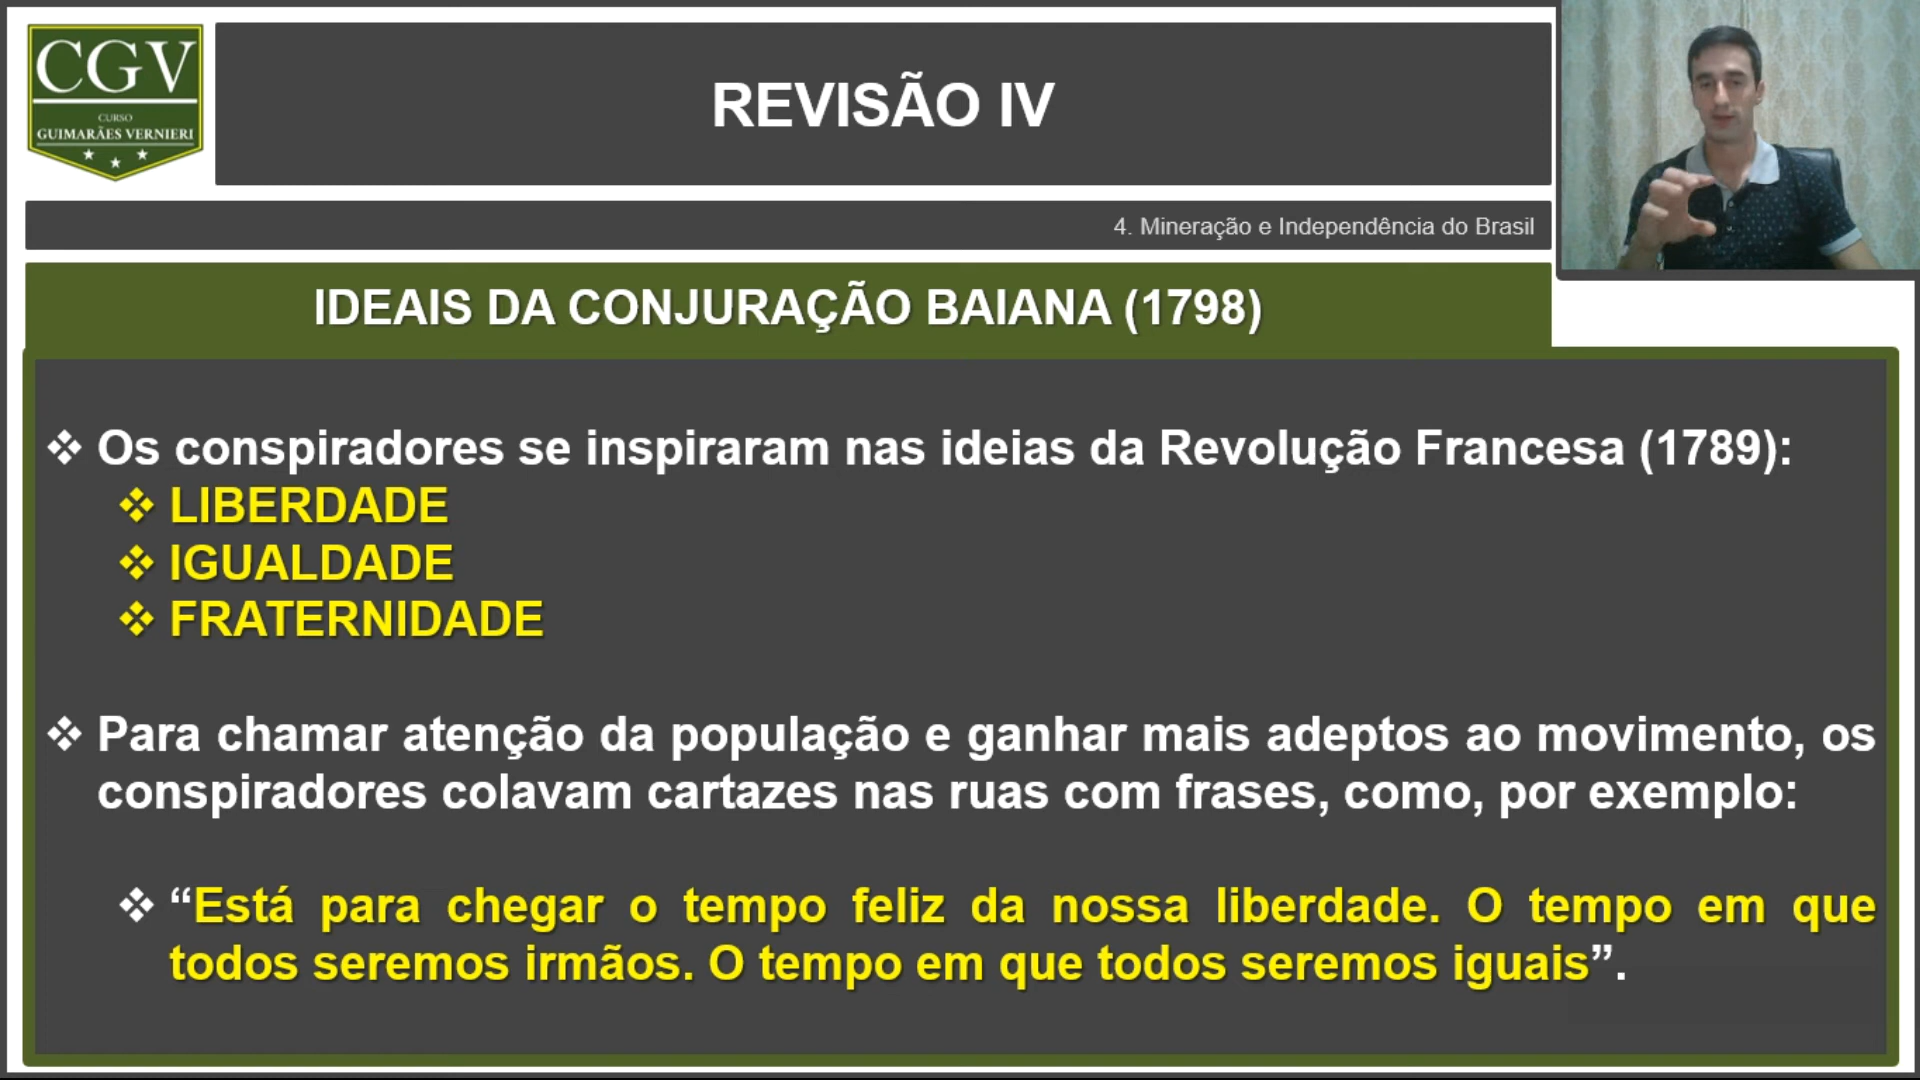 CGV
CURSO
GUIMARÃES VERNIERI
REVISÃO IV
4. Mineração e Independência do Brasil
IDEAIS DA CONJURAÇÃO BAIANA (1798)
❖ Os conspiradores se inspiraram nas ideias da Revolução Francesa (1789):
❖ LIBERDADE
❖ IGUALDADE
❖ FRATERNIDADE
❖ Para chamar atenção da população e ganhar mais adeptos ao movimento, os
conspiradores colavam cartazes nas ruas com frases, como, por exemplo:
❖ “Está para chegar o tempo feliz da nossa liberdade. O tempo em que
todos seremos irmãos. O tempo em que todos seremos iguais”.